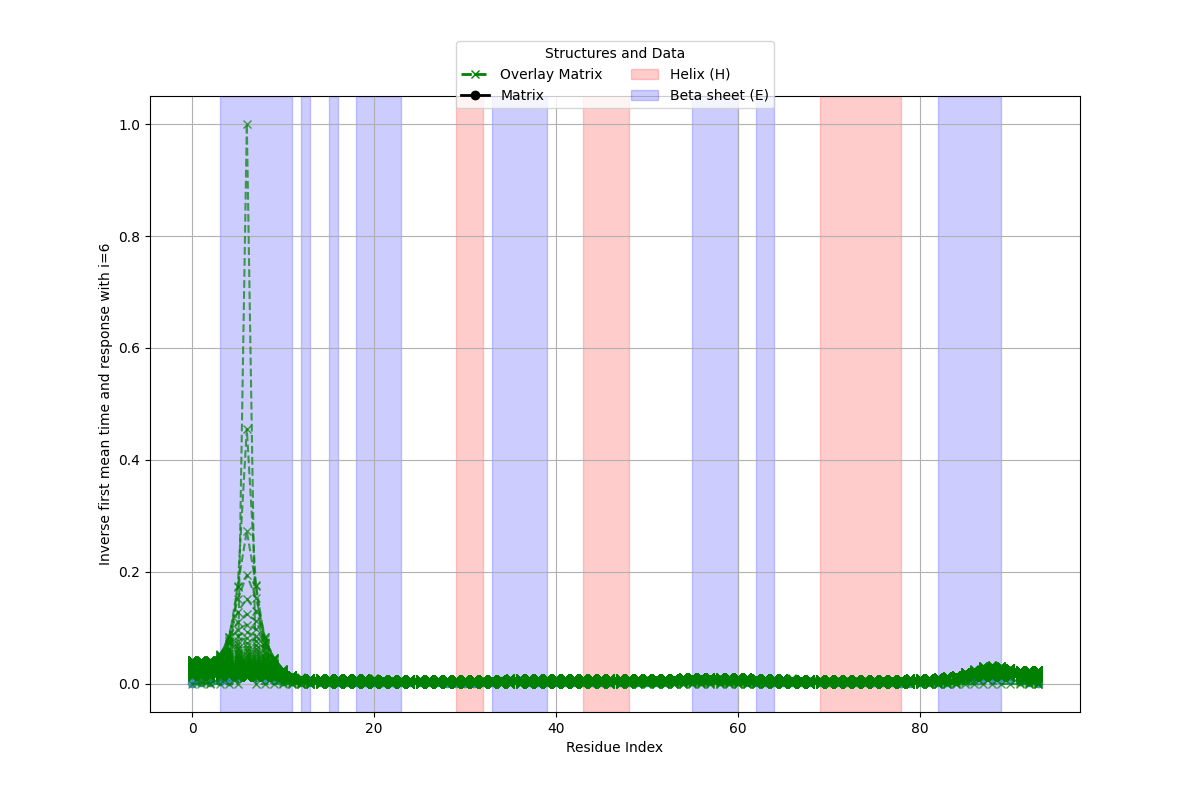 Structures and Data
Overlay Matrix
Helix (H)
Matrix
Beta sheet (E)
1.0
0.8
0.6
0.4
0.2
0.0
Inverse first mean time and response with i=6
0
20
40
60
80
Residue Index